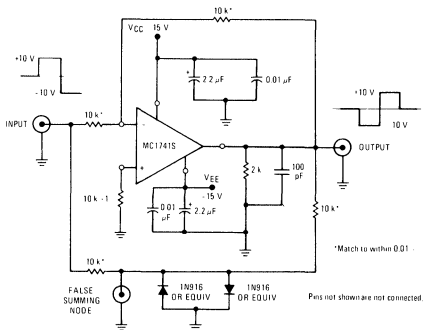 10 k*
VCC 15 V
+10 V
-10 V
2.2 µF
0.01 µF
+10 V
10 V
INPUT
10 k*
MC1741S
OUTPUT
VEE
-15 V
2 k
100 pF
10 k -1
0.01 µF
2.2 µF
10 k*
*Match to within 0.01
10 k*
FALSE SUMMING NODE
1N916 OR EQUIV
1N916 OR EQUIV
Pins not shown are not connected.